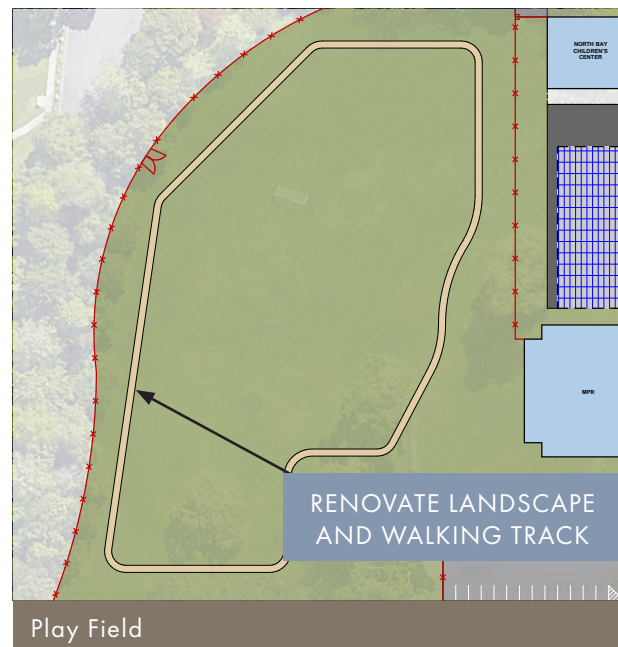 NORTH BAY
CHILDREN'S
CENTER
MPR
RENOVATE LANDSCAPE
AND WALKING TRACK
Play Field